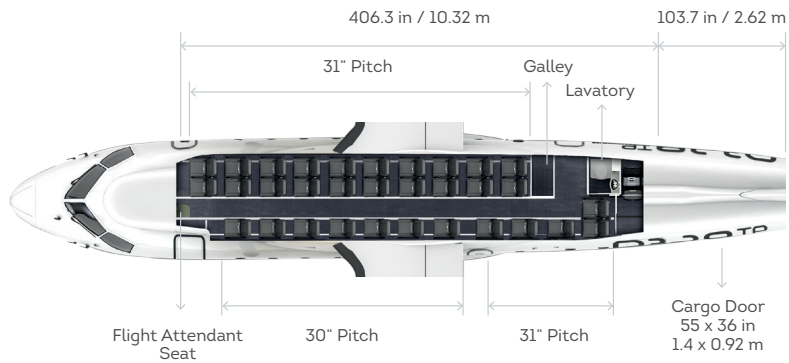 406.3 in / 10.32 m
103.7 in / 2.62 m
31“ Pitch
Galley
Lavatory
Flight Attendant
Seat
30“ Pitch
31“ Pitch
Cargo Door
55 x 36 in
1.4 x 0.92 m